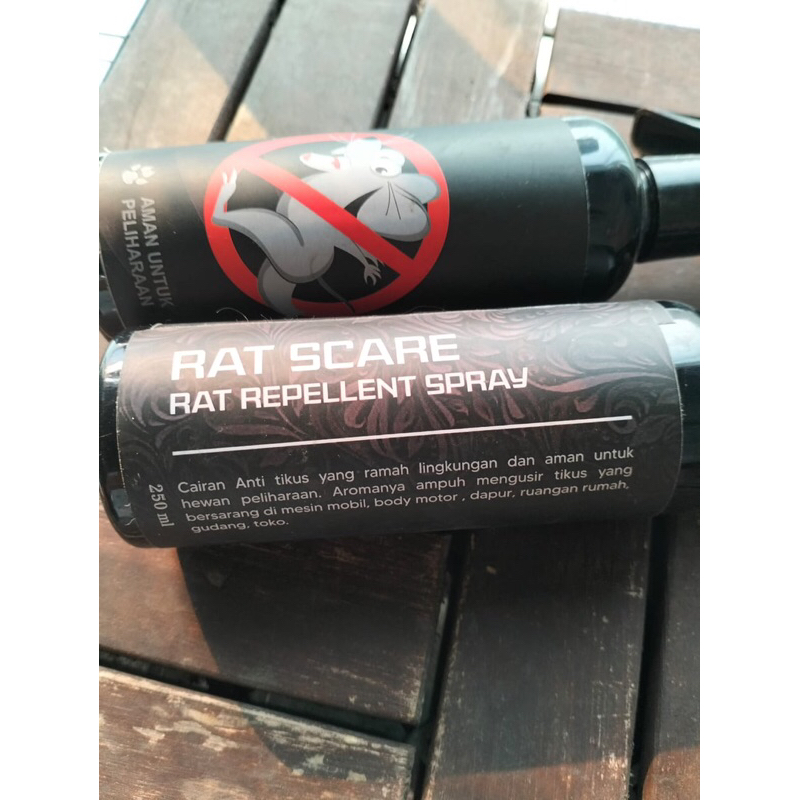 AMAN UNTUK
PELIHARAAN
RAT SCARE
RAT REPELLENT SPRAY
Cairan Anti tikus yang ramah lingkungan dan aman untuk
hewan peliharaan. Aromanya ampuh mengusir tikus yang
bersarang di mesin mobil, body motor , dapur, ruangan rumah,
gudang, toko.
250 ml